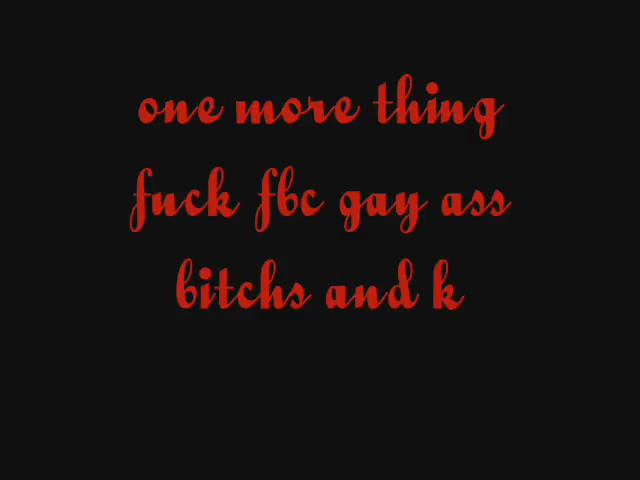 one more thing
fuck fbc gay ass
bitchs and k